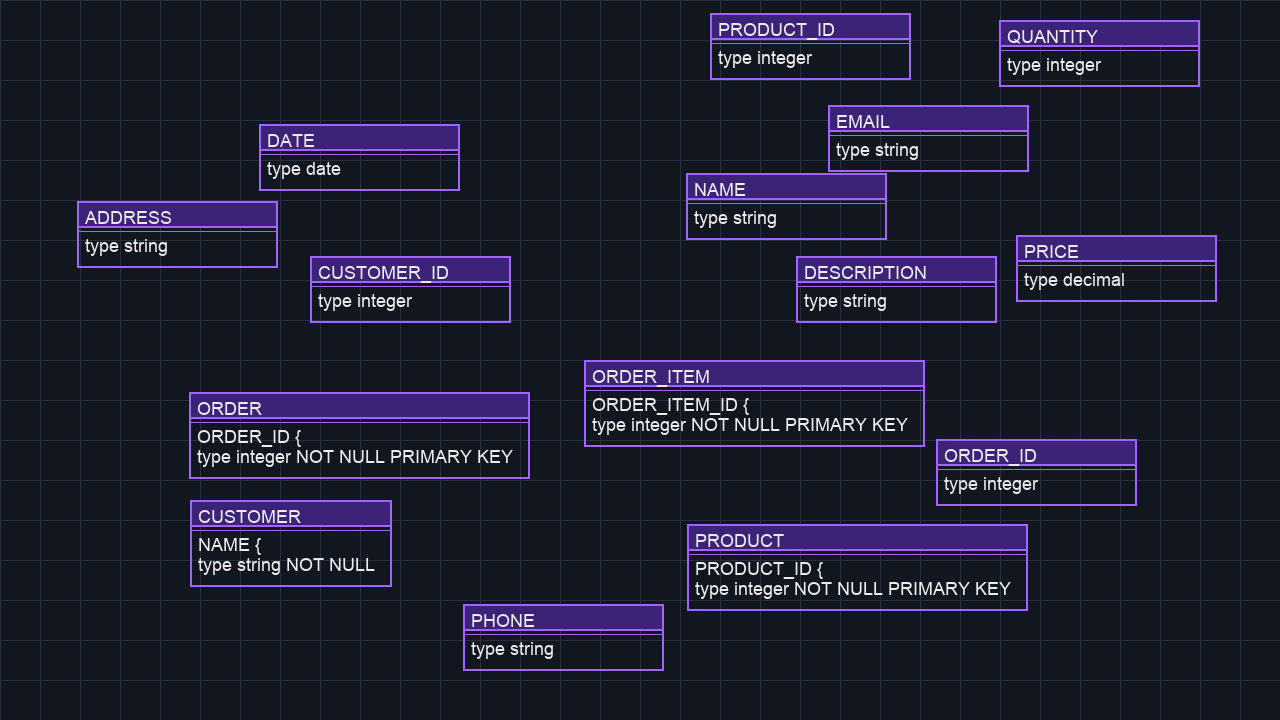 PRODUCT_ID
type integer
QUANTITY
type integer
EMAIL
type string
DATE
type date
NAME
type string
ADDRESS
type string
PRICE
type decimal
CUSTOMER_ID
type integer
DESCRIPTION
type string
ORDER_ITEM
ORDER_ITEM_ID {
type integer NOT NULL PRIMARY KEY
ORDER
ORDER_ID {
type integer NOT NULL PRIMARY KEY
ORDER_ID
type integer
CUSTOMER
NAME {
type string NOT NULL
PRODUCT
PRODUCT_ID {
type integer NOT NULL PRIMARY KEY
PHONE
type string